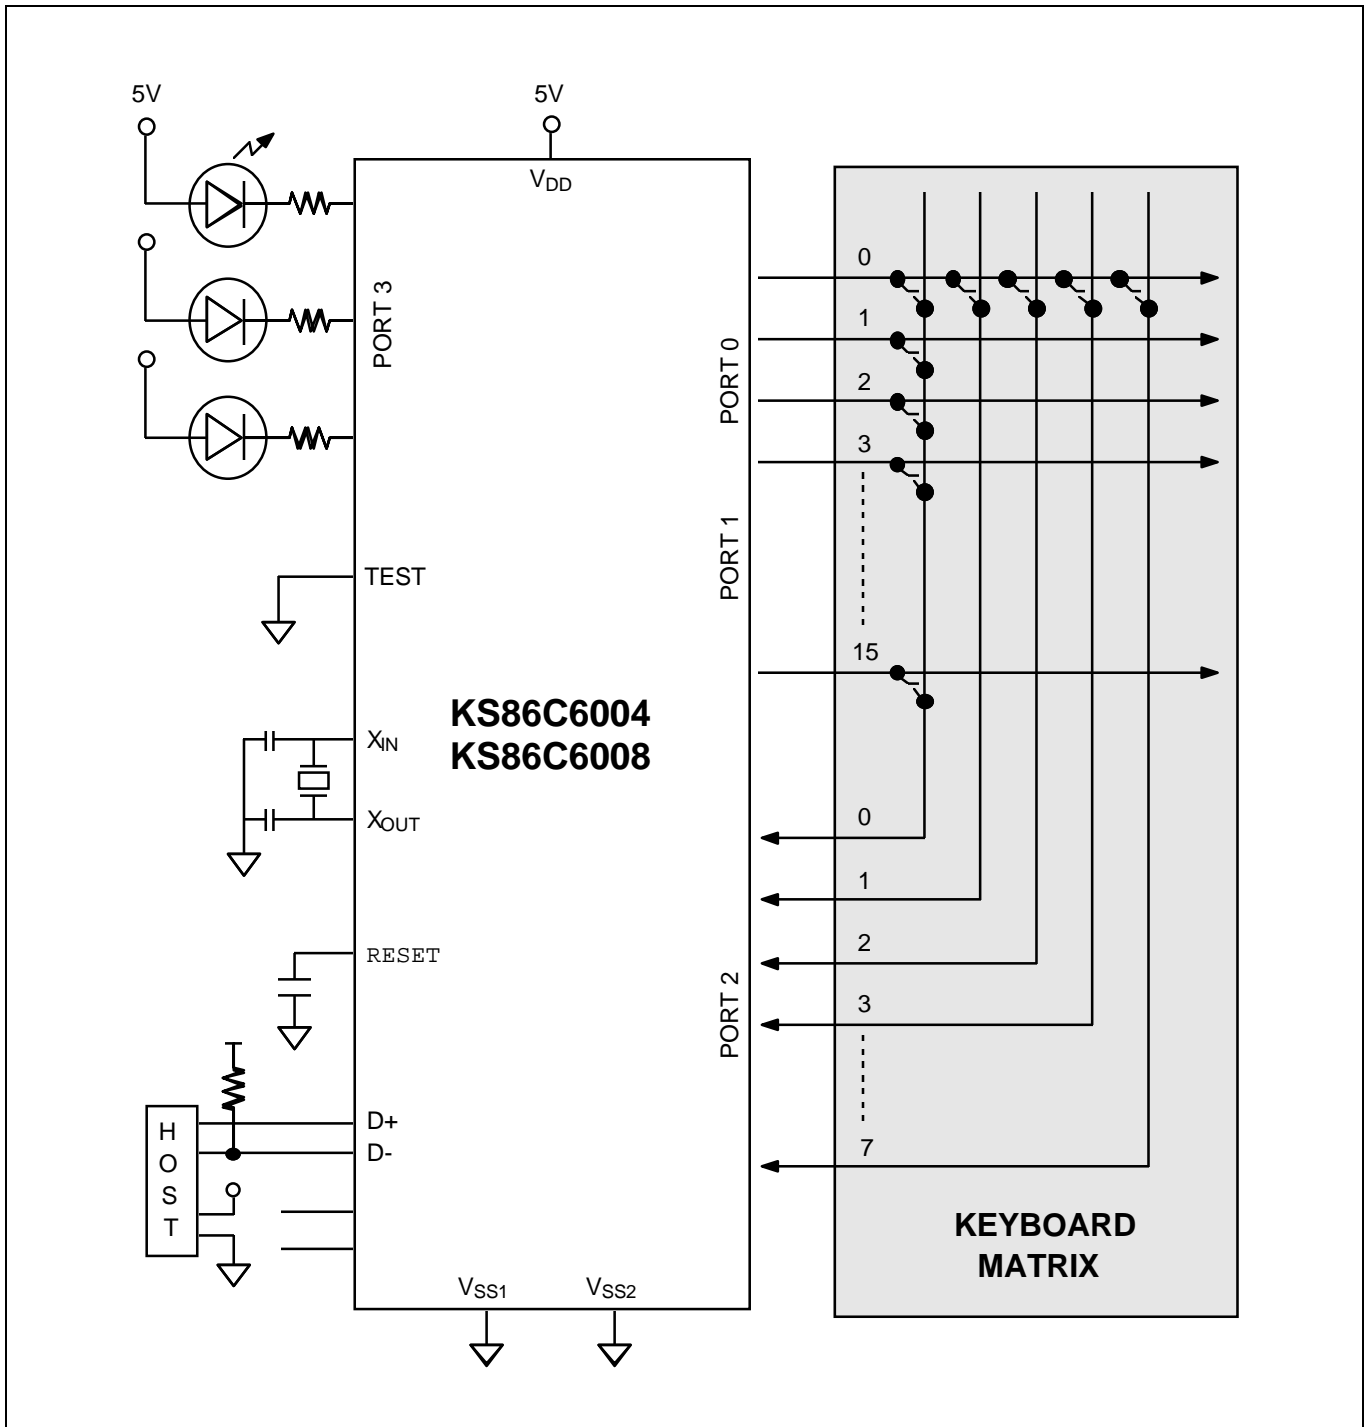 5V
5V
VDD
PORT 3
PORT 0
PORT 1
PORT 2
TEST
XIN
XOUT
RESET
D+
D-
HOST
VSS1
VSS2
KS86C6004
KS86C6008
0
1
2
3
15
0
1
2
3
7
KEYBOARD
MATRIX